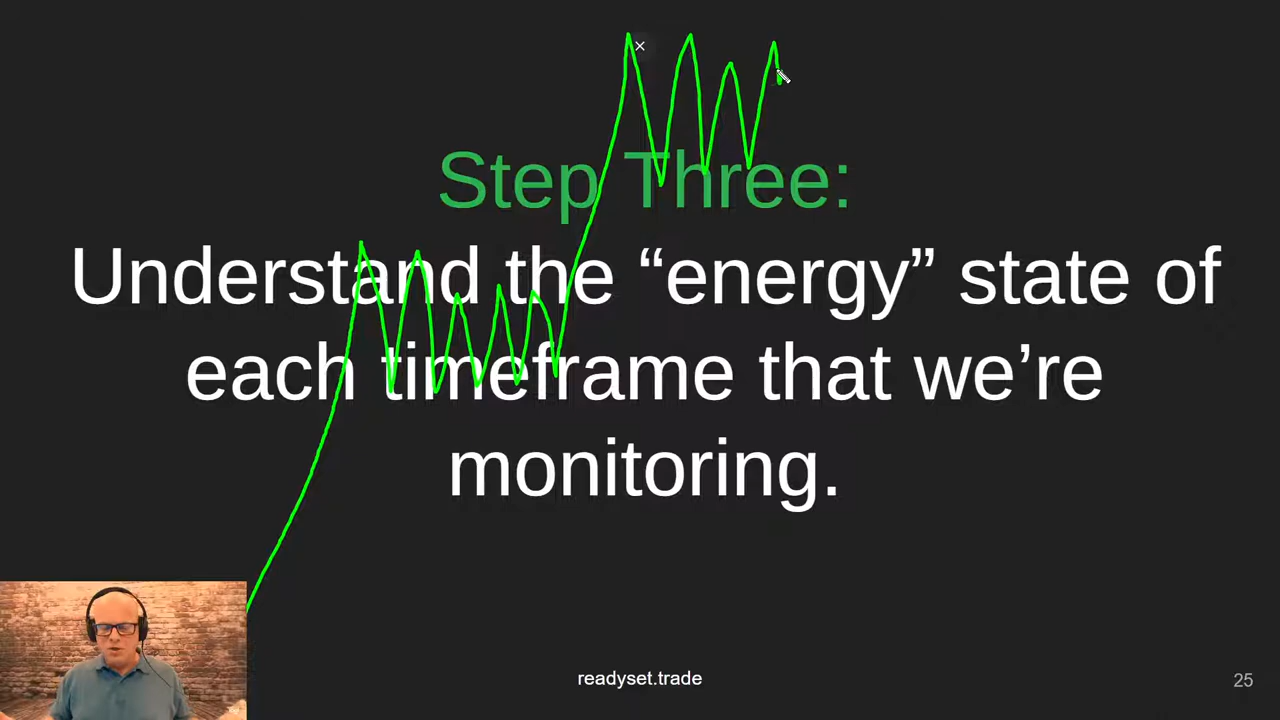 Step Three:
Understand the “energy” state of
each timeframe that we’re
monitoring.
readyset.trade
25